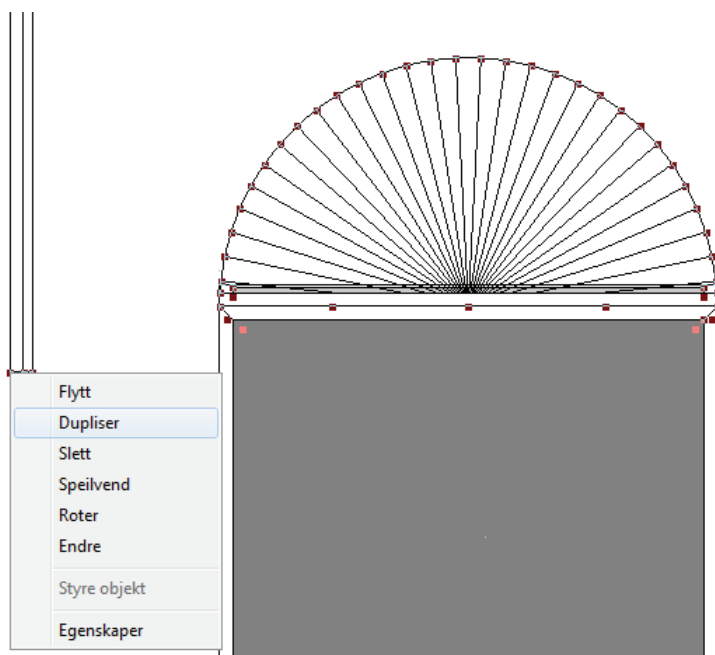 Flytt
Dupliser
Slett
Speilvend
Roter
Endre
Styre objekt
Egenskaper